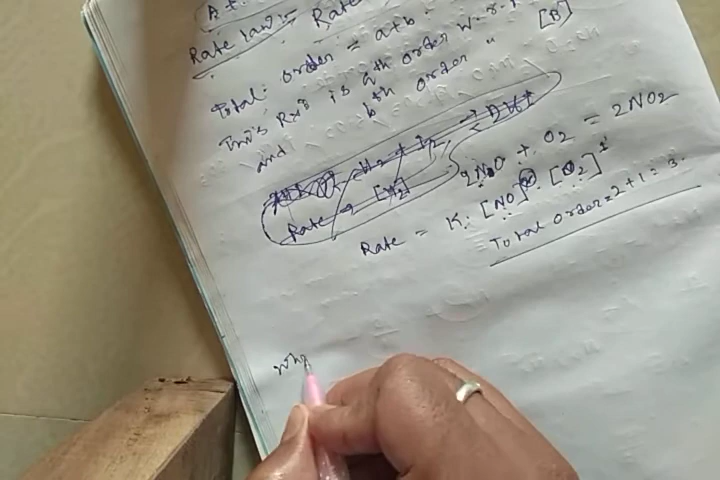 A +
Rate law:- Rate
Total order = a+b.
This Rxn is ath order w.r.t
and bth order " [B]
2NO + O2 = 2NO2
Rate = K. [NO]2. [O2]1
Total order = 2+1 = 3.
Wha